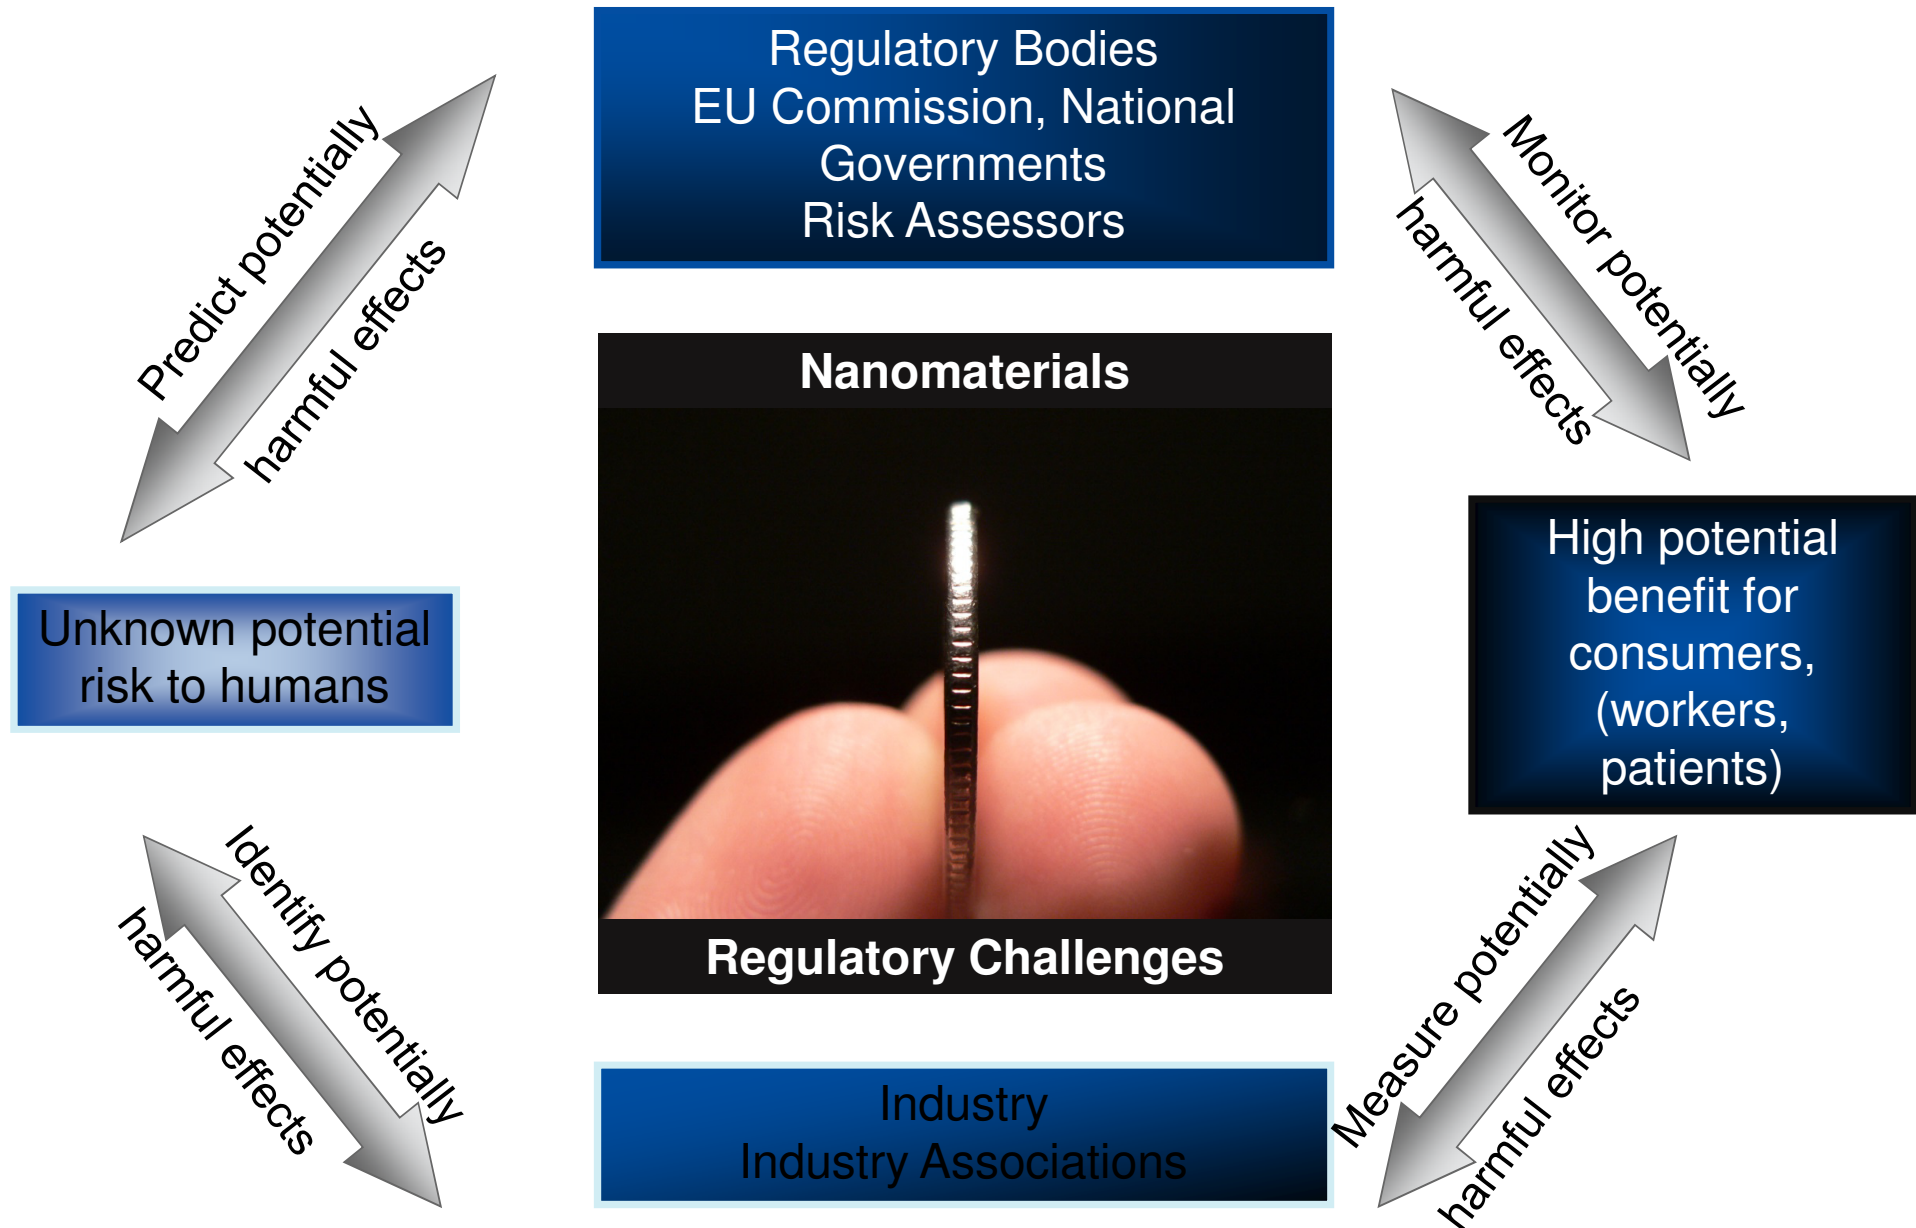 Regulatory Bodies
EU Commission, National
Governments
Risk Assessors
Predict potentially
harmful effects
Monitor potentially
harmful effects
Nanomaterials
Unknown potential
risk to humans
High potential
benefit for
consumers,
(workers,
patients)
Identify potentially
harmful effects
Regulatory Challenges
Measure potentially
harmful effects
Industry
Industry Associations